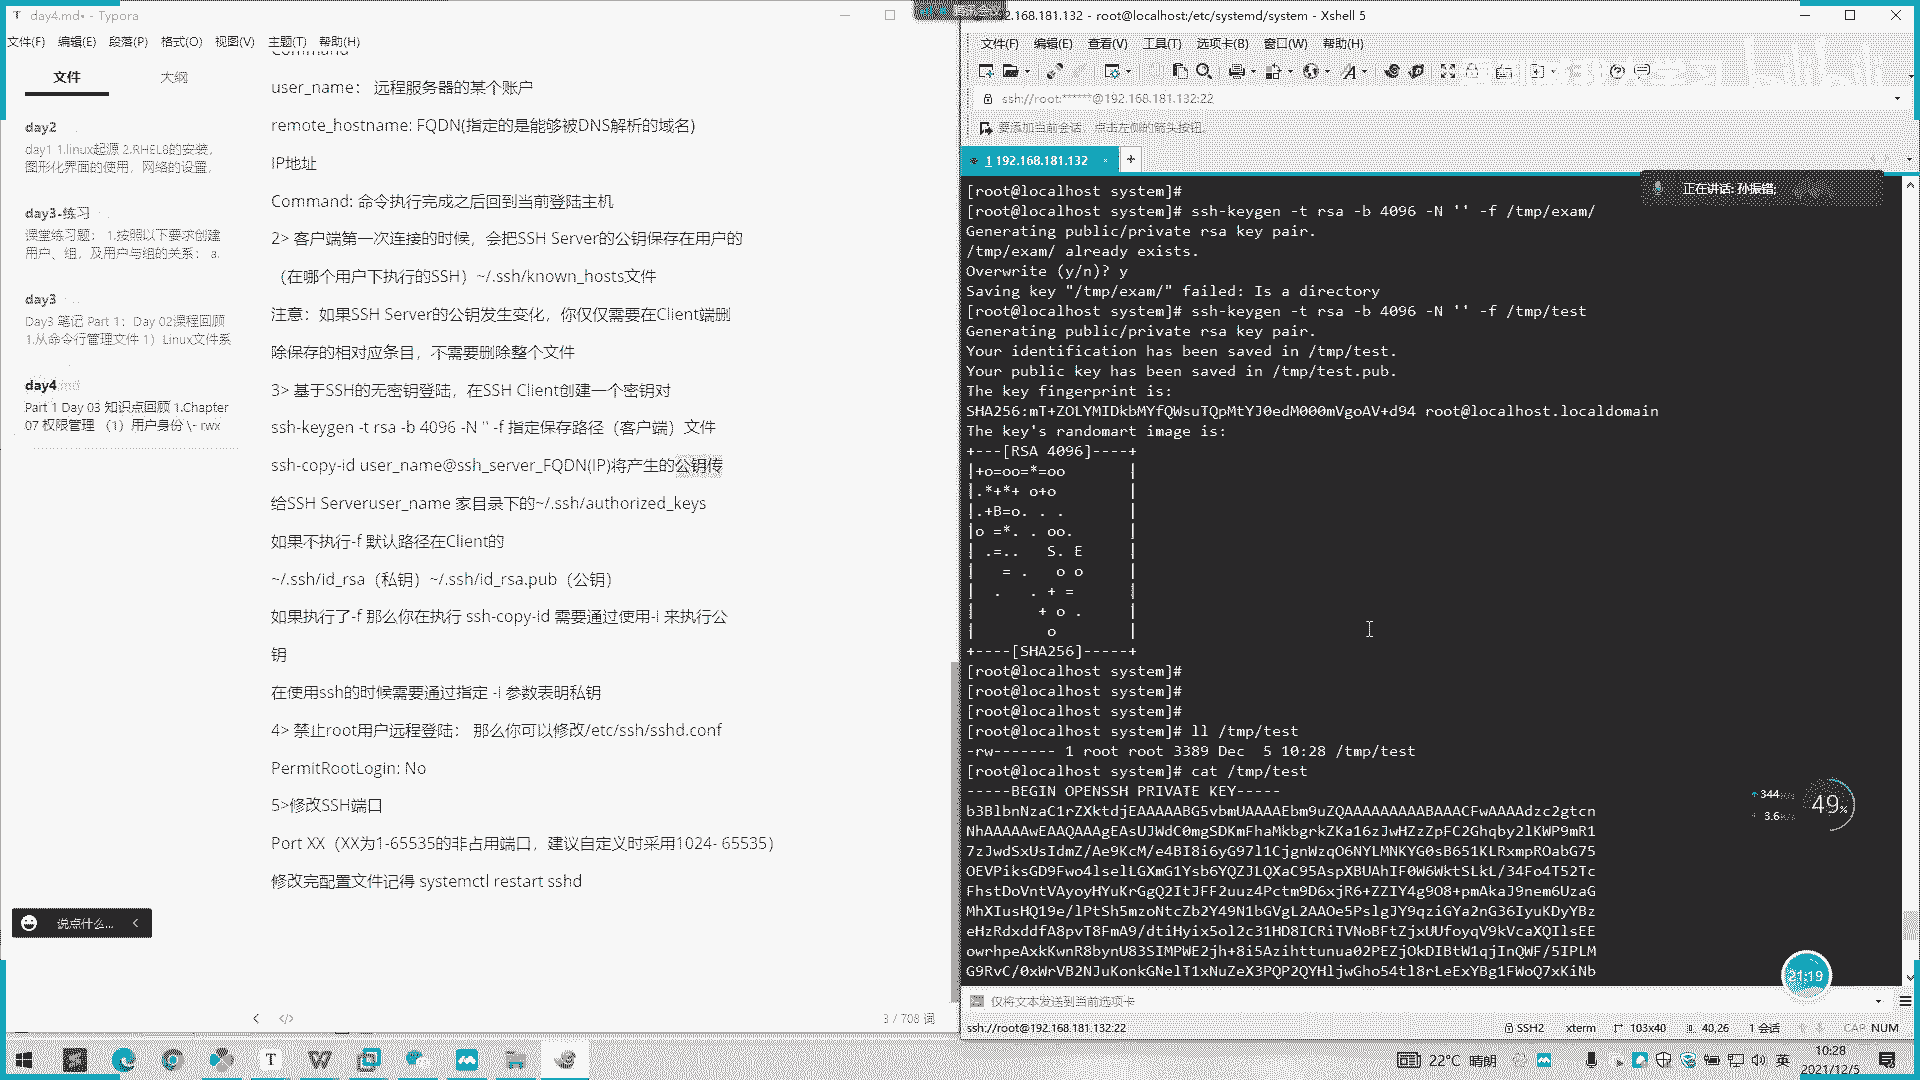 day4.md• - Typora
文件(F) 编辑(E) 段落(P) 格式(O) 视图(V) 主题(T) 帮助(H)
文件 大纲
day2
day1 1.linux起源 2.RHEL8的安装,
图形化界面的使用，网络的设置，
day3-练习
课堂练习题： 1.按照以下要求创建
用户、组，及用户与组的关系： a.
day3
Day3 笔记 Part 1：Day 02课程回顾
1.从命令行管理文件 1）Linux文件系
day4.md
Part 1 Day 03 知识点回顾 1.Chapter
07 权限管理 （1）用户身份 \- rwx
说点什么...
Command
user_name： 远程服务器的某个账户
remote_hostname: FQDN(指定的是能够被DNS解析的域名)
IP地址
Command: 命令执行完成之后回到当前登陆主机
2> 客户端第一次连接的时候，会把SSH Server的公钥保存在用户的
（在哪个用户下执行的SSH）~/.ssh/known_hosts文件
注意：如果SSH Server的公钥发生变化，你仅仅需要在Client端删
除保存的相对应条目，不需要删除整个文件
3> 基于SSH的无密钥登陆，在SSH Client创建一个密钥对
ssh-keygen -t rsa -b 4096 -N '' -f 指定保存路径（客户端）文件
ssh-copy-id user_name@ssh_server_FQDN(IP)将产生的公钥传
给SSH Serveruser_name 家目录下的~/.ssh/authorized_keys
如果不执行-f 默认路径在Client的
~/.ssh/id_rsa（私钥）~/.ssh/id_rsa.pub（公钥）
如果执行了-f 那么你在执行 ssh-copy-id 需要通过使用-i 来执行公
钥
在使用ssh的时候需要通过指定 -i 参数表明私钥
4> 禁止root用户远程登陆： 那么你可以修改/etc/ssh/sshd.conf
PermitRootLogin: No
5>修改SSH端口
Port XX（XX为1-65535的非占用端口，建议自定义时采用1024- 65535）
修改完配置文件记得 systemctl restart sshd
3 / 708 词
2.168.181.132 - root@localhost:/etc/systemd/system - Xshell 5
文件(F) 编辑(E) 查看(V) 工具(T) 选项卡(B) 窗口(W) 帮助(H)
ssh://root:******@192.168.181.132:22
要添加当前会话，点击左侧的箭头按钮。
1 192.168.181.132
正在讲话: 孙振错;
[root@localhost system]#
[root@localhost system]# ssh-keygen -t rsa -b 4096 -N '' -f /tmp/exam/
Generating public/private rsa key pair.
/tmp/exam/ already exists.
Overwrite (y/n)? y
Saving key "/tmp/exam/" failed: Is a directory
[root@localhost system]# ssh-keygen -t rsa -b 4096 -N '' -f /tmp/test
Generating public/private rsa key pair.
Your identification has been saved in /tmp/test.
Your public key has been saved in /tmp/test.pub.
The key fingerprint is:
SHA256:mT+ZOLYMIDkbMYfQWsuTQpMtYJ0edM000mVgoAV+d94 root@localhost.localdomain
The key's randomart image is:
+---[RSA 4096]----+
|+o=oo=*=oo |
|.*+*+ o+o |
|.+B=o. . . |
|o =*. . oo. |
| .=.. S. E |
| = . o o |
| . . + = |
| + o . |
| o |
+----[SHA256]-----+
[root@localhost system]#
[root@localhost system]#
[root@localhost system]#
[root@localhost system]# ll /tmp/test
-rw------- 1 root root 3389 Dec 5 10:28 /tmp/test
[root@localhost system]# cat /tmp/test
-----BEGIN OPENSSH PRIVATE KEY-----
b3BlbnNzaC1rZXktdjEAAAAABG5vbmUAAAAEbm9uZQAAAAAAAAABAAACFwAAAAdzc2gtcn
NhAAAAAwEAAQAAAgEAsUJWdC0mgSDKmFhaMkbgrkZKa16zJwHZzZpFC2Ghqby2lKWP9mR1
7zJwdSxUsIdmZ/Ae9KcM/e4BI8i6yG97l1CjgnWzqO6NYLMNKYG0sB651KLRxmpROabG75
OEVPiksGD9Fwo4lselLGXmG1Ysb6YQZJLQXaC95AspXBUAhIF0W6WktSLkL/34Fo4T52Tc
FhstDoVntVAyoyHYuKrGgQ2ItJFF2uuz4Pctm9D6xjR6+ZZIY4g9O8+pmAkaJ9nem6UzaG
MhXIusHQ19e/lPtSh5mzoNtcZb2Y49N1bGVgL2AAOe5PslgJY9qziGYa2nG36IyuKDyYBz
eHzRdxddfA8pvT8FmA9/dtiHyix5ol2c31HD8ICRiTVNoBFtZjxUUfoyqV9kVcaXQIlsEE
owrhpeAxkKwnR8bynU83SIMPWE2jh+8i5Azihttunua02PEZjOkDIBtW1qjInQWF/5IPLM
G9RvC/0xWrVB2NJuKonkGNelT1xNuZeX3PQP2QYHljwGho54tl8rLeExYBg1FWoQ7xKiNb
344K/s
3.6K/s
49%
21:19
仅将文本发送到当前选项卡
ssh://root@192.168.181.132:22 SSH2 xterm 103x40 40,26 1 会话 CAP NUM
22°C 晴朗 英 10:28
2021/12/5